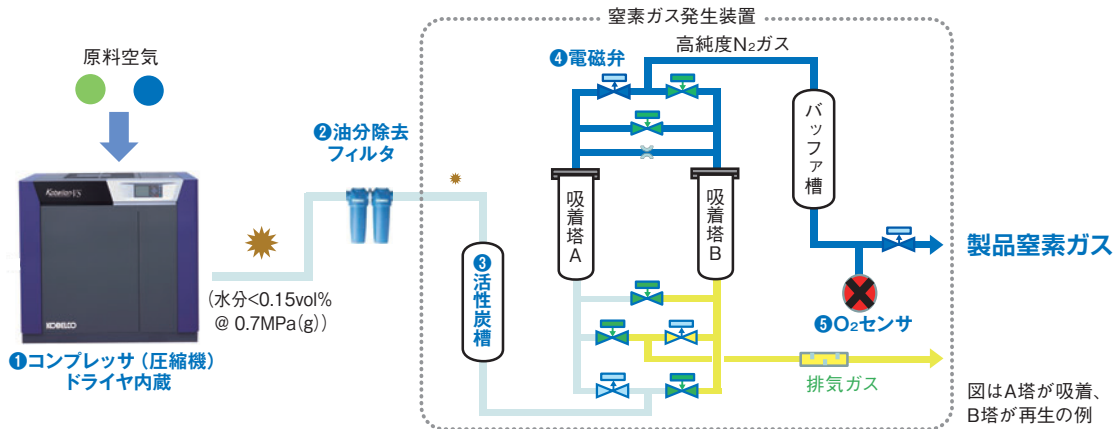 窒素ガス発生装置
原料空気
❹電磁弁
高純度N₂ガス
❷油分除去
フィルタ
バッファ槽
Kobelion VS
吸着塔A
吸着塔B
製品窒素ガス
❸活性炭槽
(水分<0.15vol%
@ 0.7MPa(g))
KOBELCO
❺O₂センサ
❶コンプレッサ(圧縮機)
ドライヤ内蔵
排気ガス
図はA塔が吸着、
B塔が再生の例